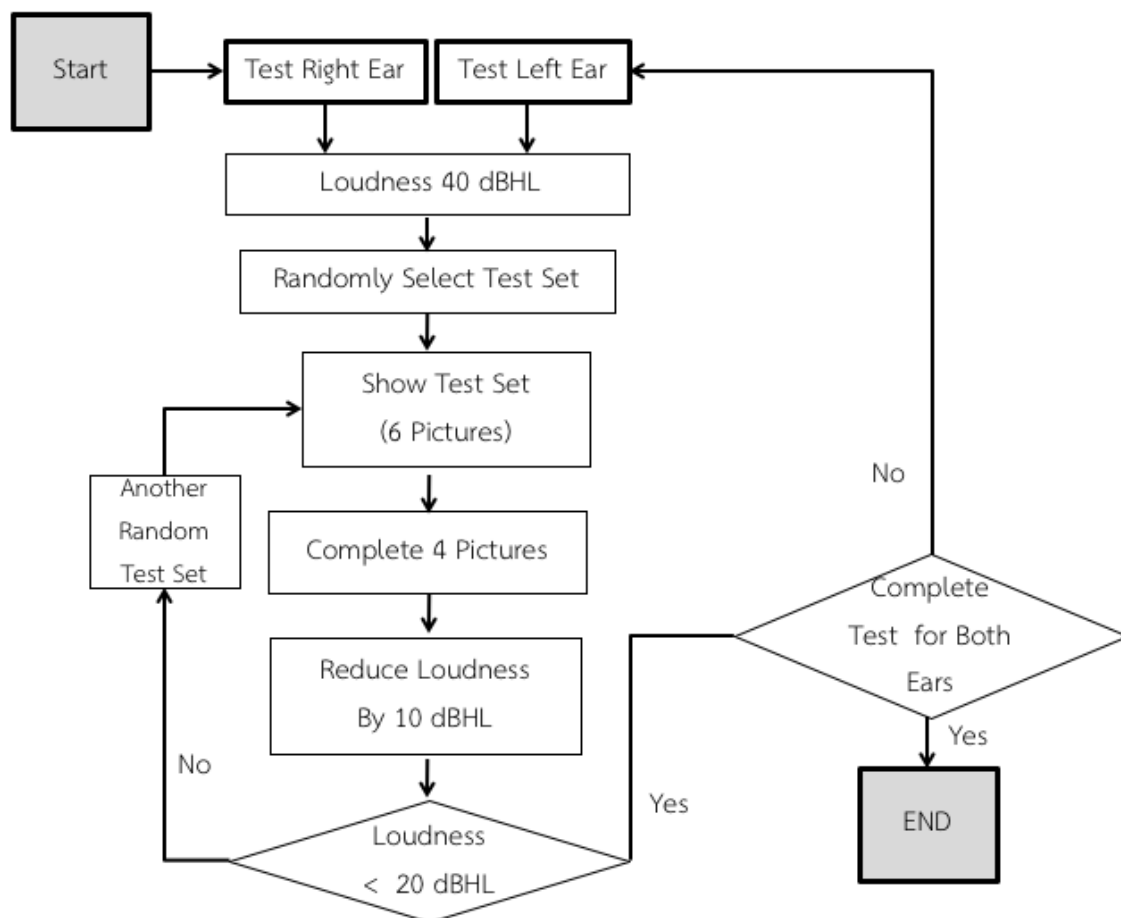 Start
Test Right Ear
Test Left Ear
Loudness 40 dBHL
Randomly Select Test Set
Show Test Set
(6 Pictures)
Another
Random
Test Set
Complete 4 Pictures
Reduce Loudness
By 10 dBHL
No
Loudness
< 20 dBHL
Yes
No
Complete
Test for Both
Ears
Yes
END